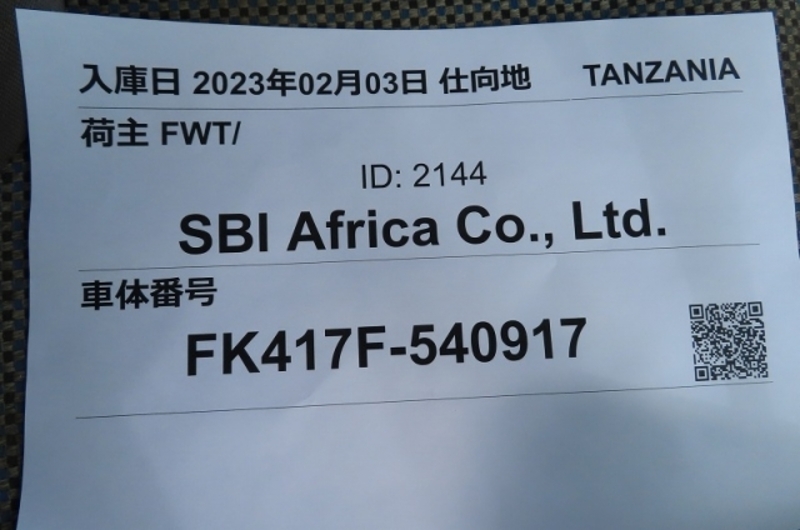 入庫日 2023年02月03日 仕向地 TANZANIA
荷主 FWT/
ID: 2144
SBI Africa Co., Ltd.
車体番号
FK417F-540917